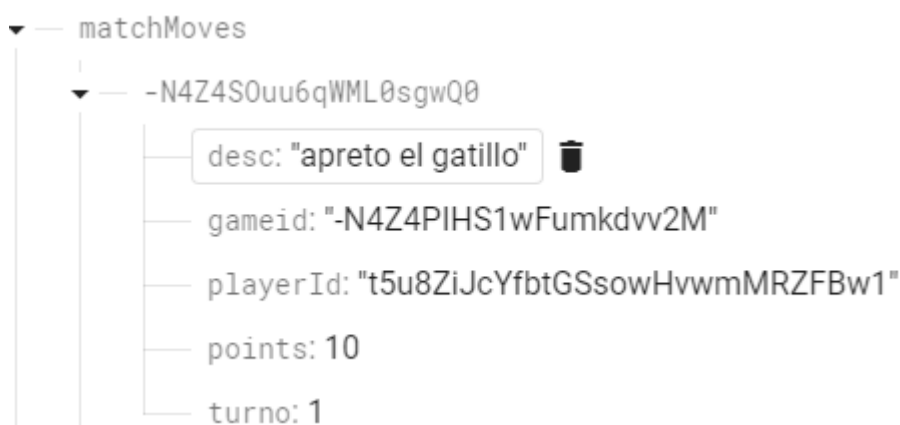 matchMoves
-N4Z4SOuu6qWML0sgwQ0
desc: "apreto el gatillo"
gameid: "-N4Z4PIHS1wFumkdvv2M"
playerId: "t5u8ZiJcYfbtGSsowHvwmMRZFBw1"
points: 10
turno: 1